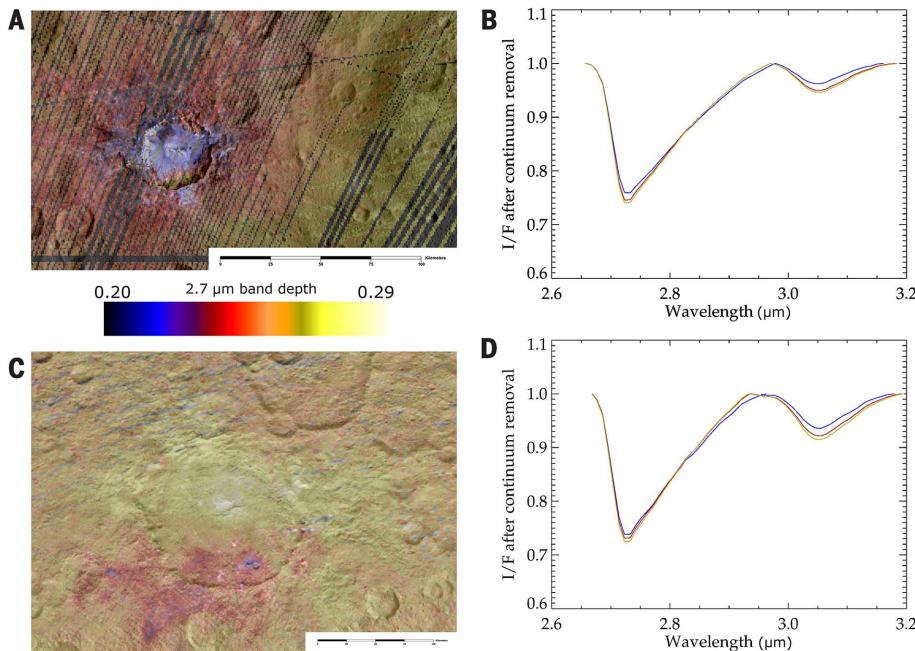 A
Kilometers
0 25 50 75 100
0.20 2.7 μm band depth 0.29
B
I/F after continuum removal
1.1
1.0
0.9
0.8
0.7
0.6
2.6 2.8 3.0 3.2
Wavelength (μm)
C
D
I/F after continuum removal
1.1
1.0
0.9
0.8
0.7
0.6
2.6 2.8 3.0 3.2
Wavelength (μm)